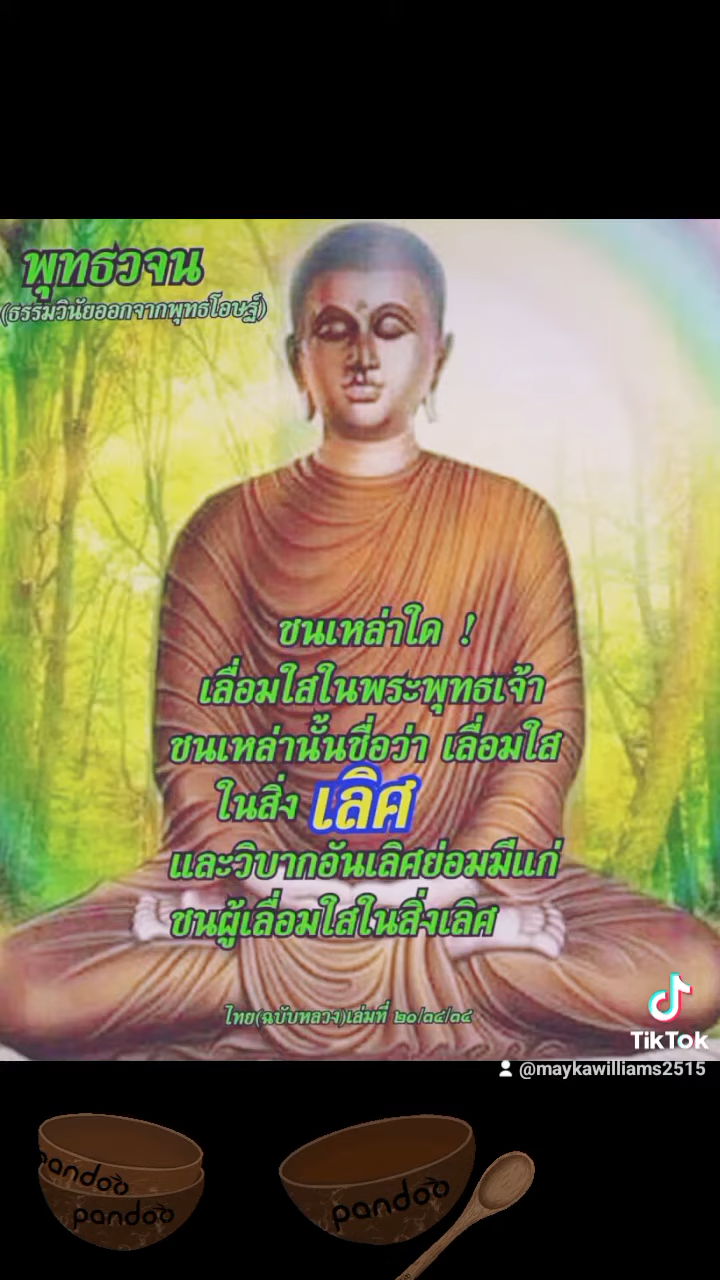 พุทธวจน
(ธรรมวินัยออกจากพุทธโอษฐ์)
ชนเหล่าใด !
เลื่อมใสในพระพุทธเจ้า
ชนเหล่านั้นชื่อว่า เลื่อมใส
ในสิ่ง เลิศ
และวิบากอันเลิศย่อมมีแก่
ชนผู้เลื่อมใสในสิ่งเลิศ
ไทย(ฉบับหลวง)เล่มที่ ๒๐/๓๔/๓๔
TikTok
@maykawilliams2515
pandoo
pandoo
pandoo